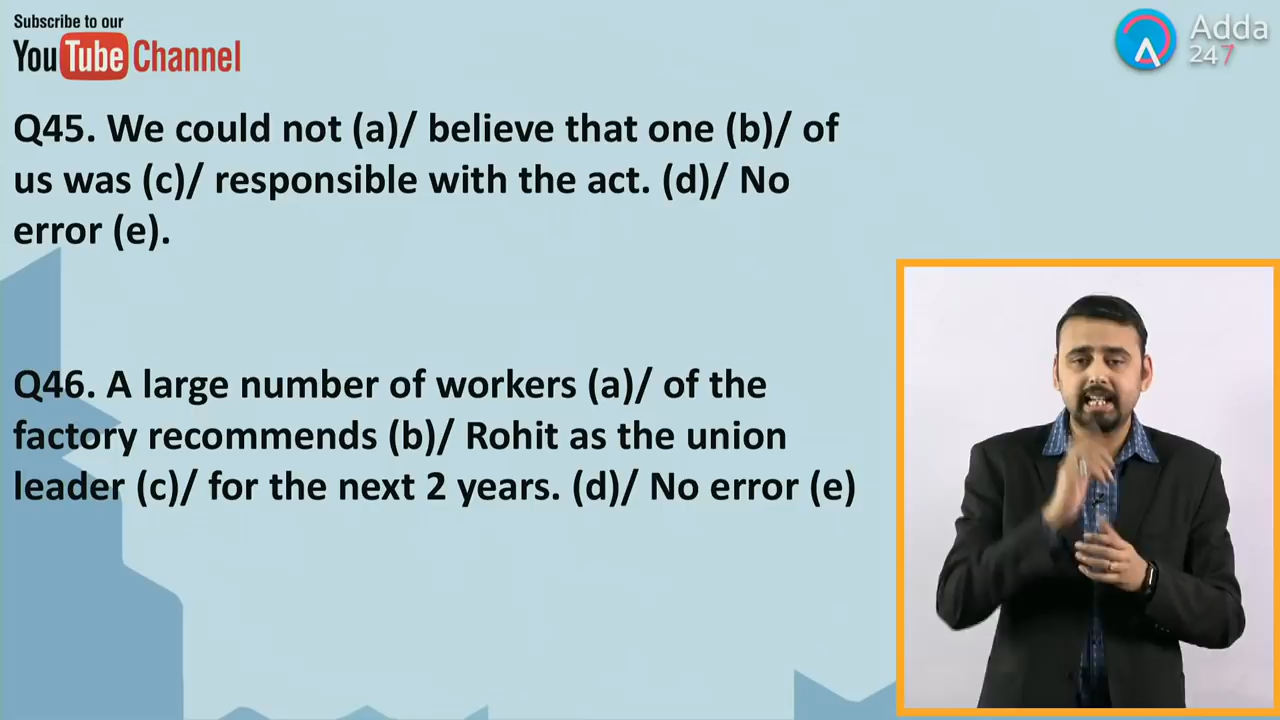 Subscribe to our
YouTube Channel
Adda
247
Q45. We could not (a)/ believe that one (b)/ of
us was (c)/ responsible with the act. (d)/ No
error (e).
Q46. A large number of workers (a)/ of the
factory recommends (b)/ Rohit as the union
leader (c)/ for the next 2 years. (d)/ No error (e)